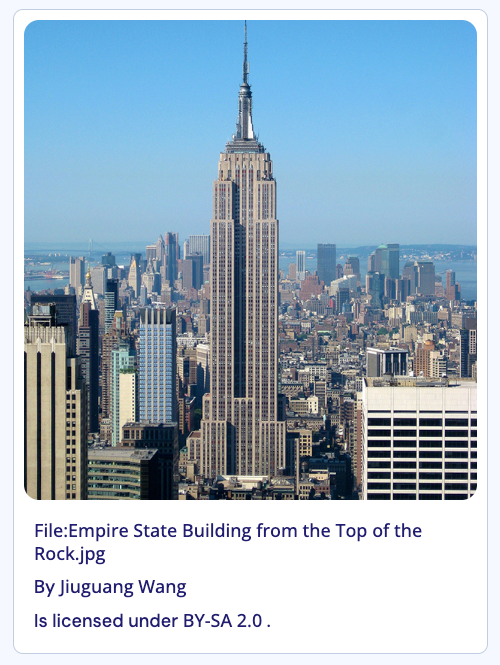 File:Empire State Building from the Top of the
Rock.jpg
By Jiuguang Wang
Is licensed under BY-SA 2.0 .